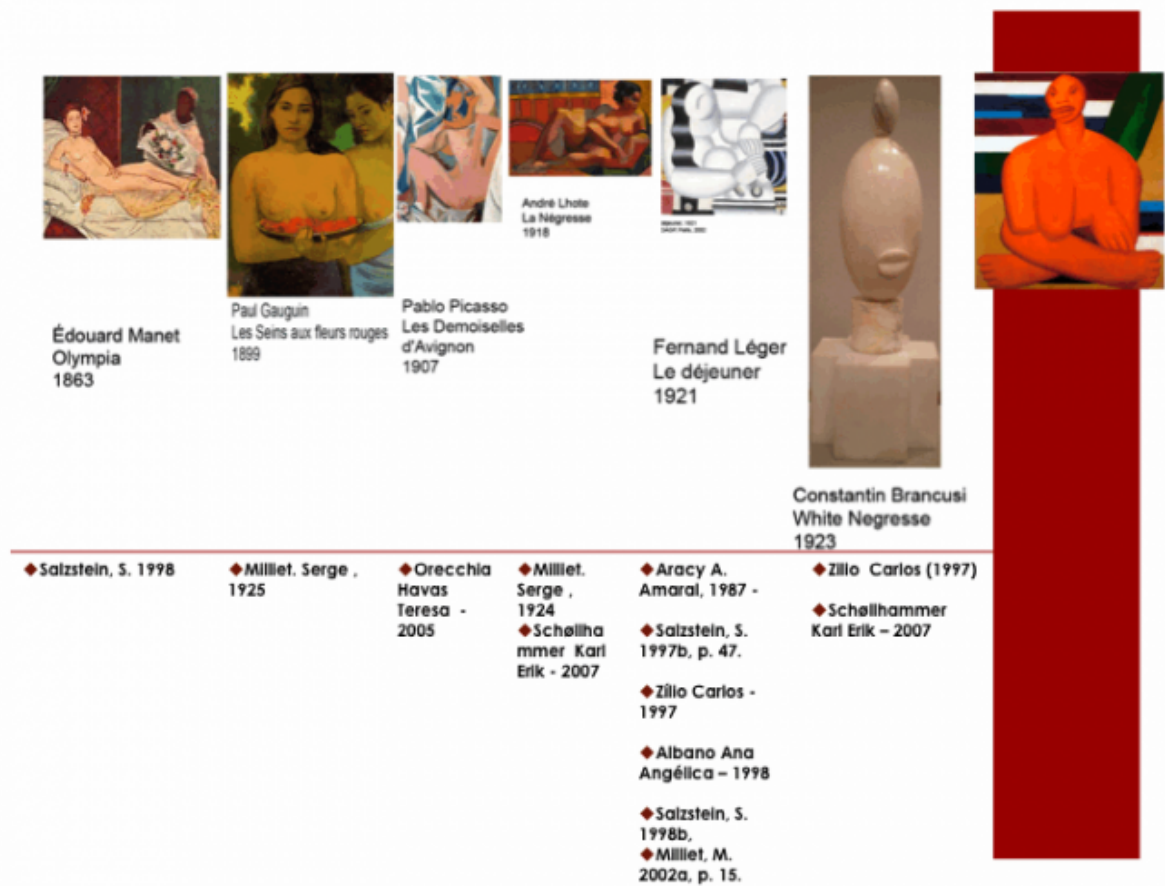 Édouard Manet
Olympia
1863
Paul Gauguin
Les Seins aux fleurs rouges
1899
Pablo Picasso
Les Demoiselles
d'Avignon
1907
André Lhote
La Négresse
1918
Fernand Léger
Le déjeuner
1921
Constantin Brancusi
White Negresse
1923
◆Salzstein, S. 1998
◆Milliet. Serge ,
1925
◆Orecchia
Havas
Teresa -
2005
◆Milliet.
Serge ,
1924
◆Schøllha
mmer Karl
Erik - 2007
◆Aracy A.
Amaral, 1987 -
◆Salzstein, S.
1997b, p. 47.
◆Zílio Carlos -
1997
◆Albano Ana
Angélica – 1998
◆Salzstein, S.
1998b,
◆Milliet, M.
2002a, p. 15.
◆Zilio Carlos (1997)
◆Schøllhammer
Karl Erik – 2007